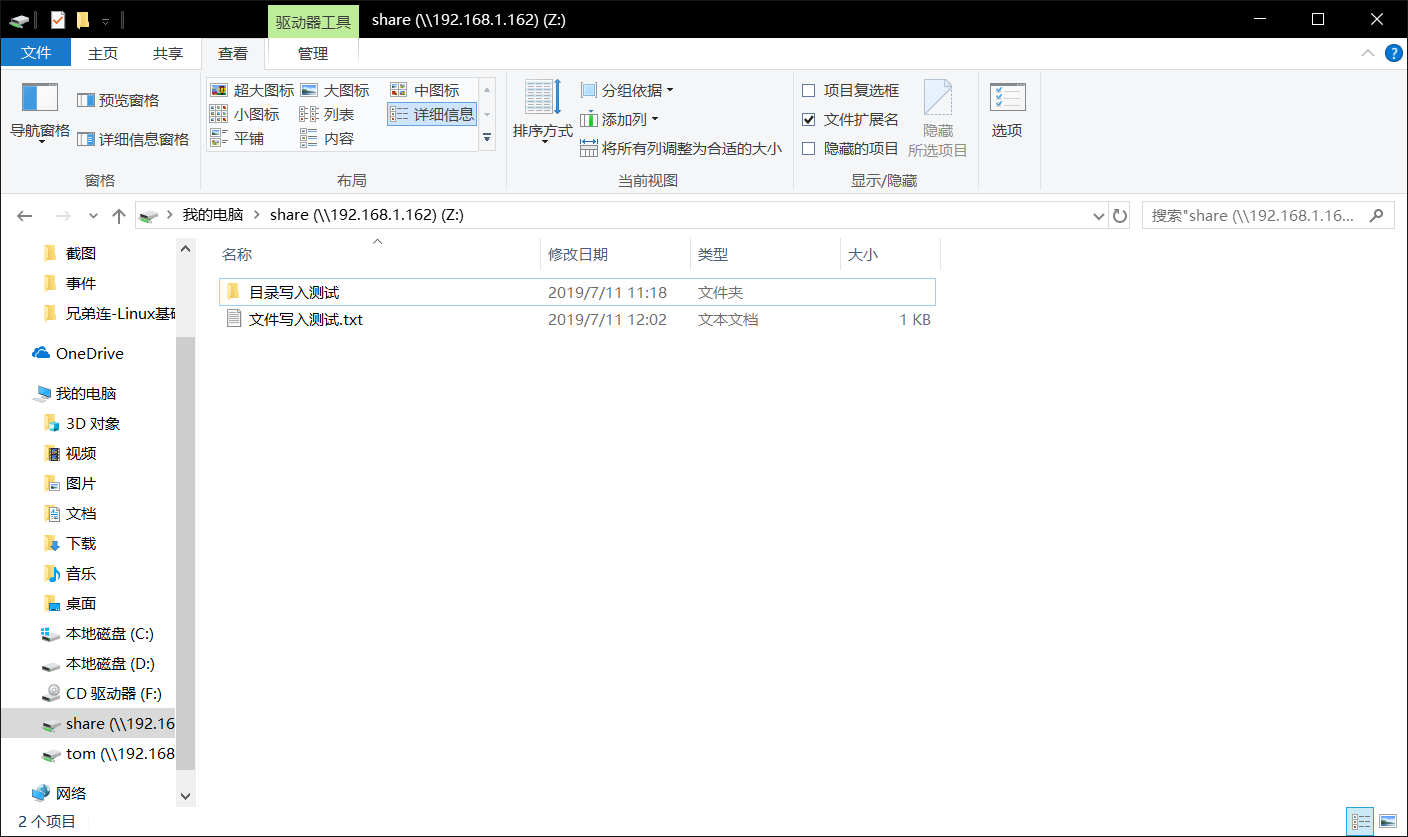 驱动器工具 share (\\192.168.1.162) (Z:)
文件 主页 共享 查看 管理
导航窗格 预览窗格 详细信息窗格
窗格
超大图标 大图标 中图标
小图标 列表 详细信息
平铺 内容
布局
排序方式 分组依据
添加列
将所有列调整为合适的大小
当前视图
项目复选框
文件扩展名
隐藏的项目
隐藏
所选项目
显示/隐藏
选项
我的电脑 share (\\192.168.1.162) (Z:)
搜索"share (\\192.168.1.16...
名称 修改日期 类型 大小
目录写入测试 2019/7/11 11:18 文件夹
文件写入测试.txt 2019/7/11 12:02 文本文档 1 KB
截图
事件
兄弟连-Linux基础
OneDrive
我的电脑
3D 对象
视频
图片
文档
下载
音乐
桌面
本地磁盘 (C:)
本地磁盘 (D:)
CD 驱动器 (F:)
share (\\192.16
tom (\\192.168
网络
2 个项目